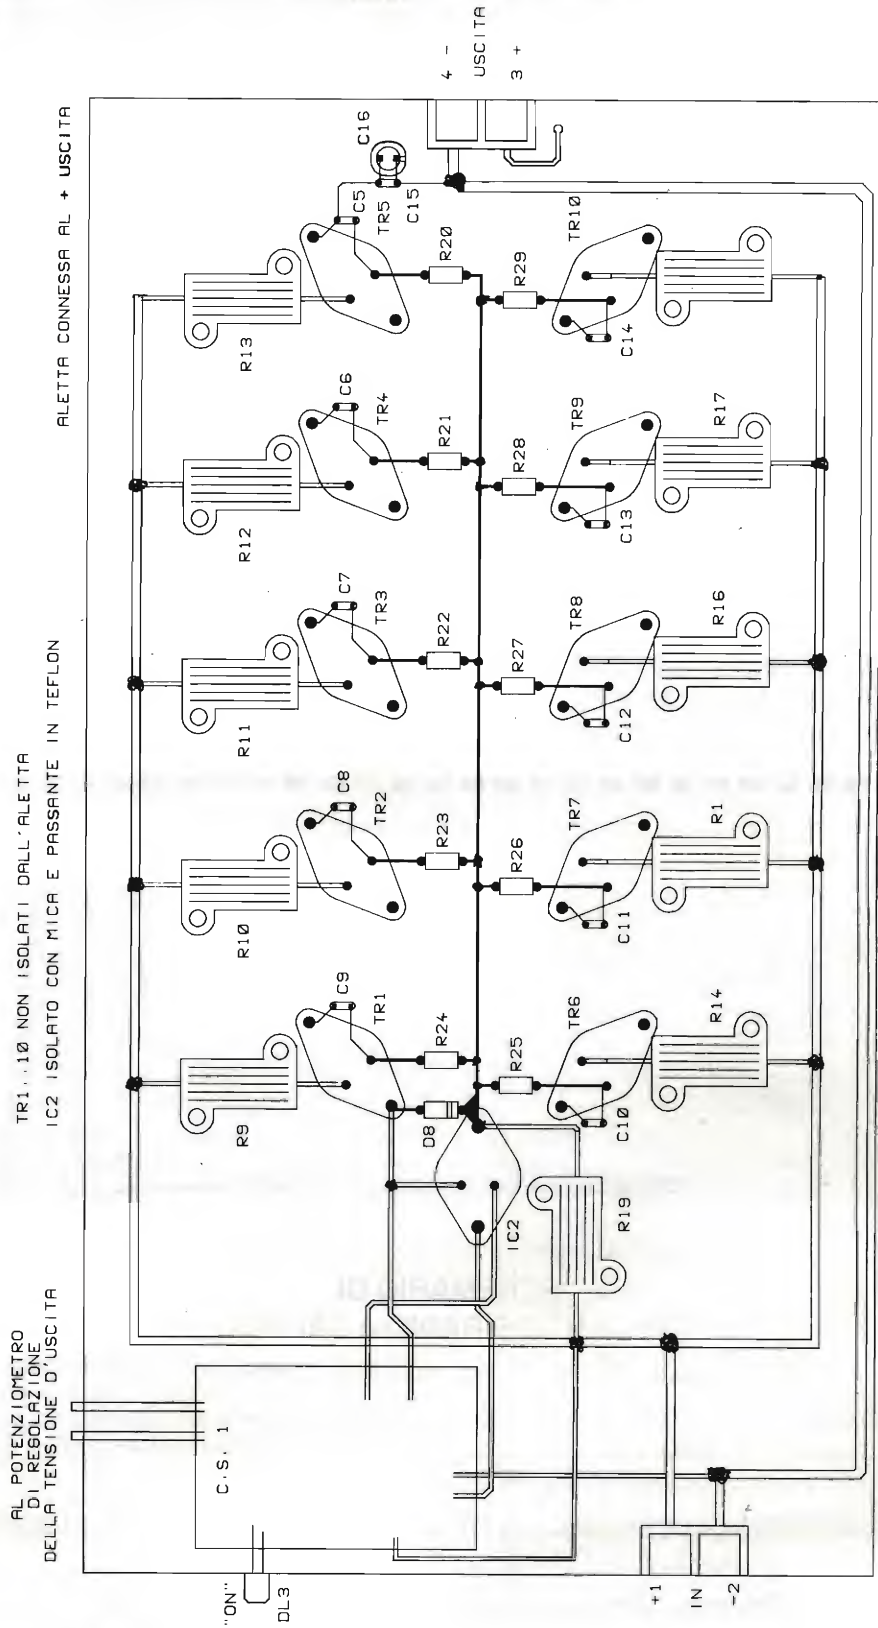 AL POTENZIOMETRO
DI REGOLAZIONE
DELLA TENSIONE D'USCITA
TR1..10 NON ISOLATI DALL'ALETTA
IC2 ISOLATO CON MICA E PASSANTE IN TEFLON
ALETTA CONNESSA AL + USCITA
R9
R10
R11
R12
R13
C9
C8
C7
C6
C5
C16
TR1
TR2
TR3
TR4
TR5
C15
4 -
USCITA
3 +
C.S. 1
D8
R24
R23
R22
R21
R20
"ON"
DL3
IC2
R25
R26
R27
R28
R29
R19
C10
TR6
C11
TR7
C12
TR8
C13
TR9
C14
TR10
R14
R1
R16
R17
+1
IN
-2